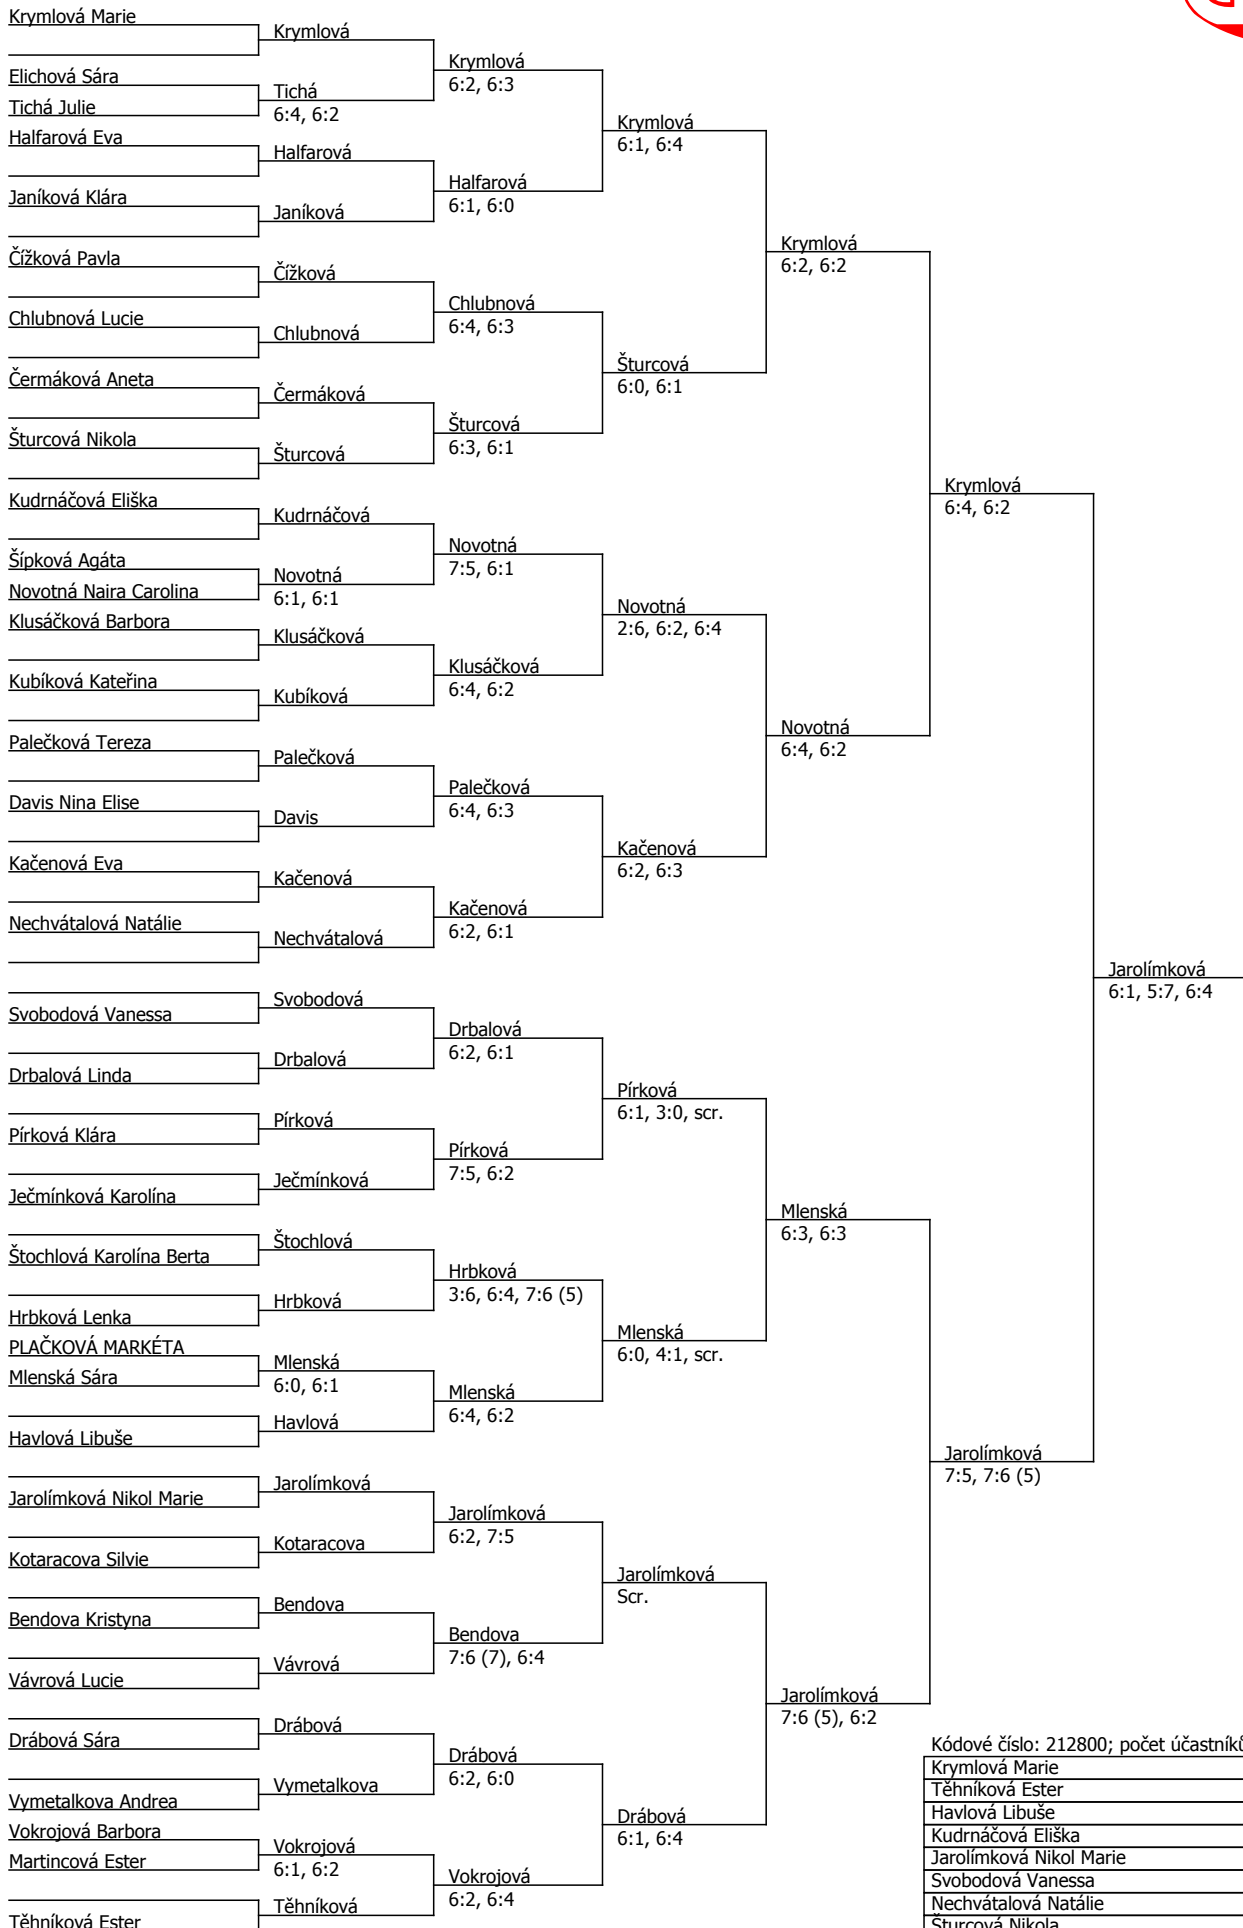 Krymlová Marie
Elichová Sára
Tichá Julie
Halfarová Eva
Janíková Klára
Čížková Pavla
Chlubnová Lucie
Čermáková Aneta
Šturcová Nikola
Kudrnáčová Eliška
Šípková Agáta
Novotná Naira Carolina
Klusáčková Barbora
Kubíková Kateřina
Palečková Tereza
Davis Nina Elise
Kačenová Eva
Nechvátalová Natálie
Svobodová Vanessa
Drbalová Linda
Pírková Klára
Ječmínková Karolína
Štochlová Karolína Berta
Hrbková Lenka
PLAČKOVÁ MARKÉTA
Mlenská Sára
Havlová Libuše
Jarolímková Nikol Marie
Kotaracova Silvie
Bendova Kristyna
Vávrová Lucie
Drábová Sára
Vymetalkova Andrea
Vokrojová Barbora
Martincová Ester
Těhníková Ester
Krymlová
Tichá
6:4, 6:2
Halfarová
Janíková
Čížková
Chlubnová
Čermáková
Šturcová
Kudrnáčová
Novotná
6:1, 6:1
Klusáčková
Kubíková
Palečková
Davis
Kačenová
Nechvátalová
Svobodová
Drbalová
Pírková
Ječmínková
Štochlová
Hrbková
Mlenská
6:0, 6:1
Havlová
Jarolímková
Kotaracova
Bendova
Vávrová
Drábová
Vymetalkova
Vokrojová
6:1, 6:2
Těhníková
Krymlová
6:2, 6:3
Halfarová
6:1, 6:0
Chlubnová
6:4, 6:3
Šturcová
6:3, 6:1
Novotná
7:5, 6:1
Klusáčková
6:4, 6:2
Palečková
6:4, 6:3
Kačenová
6:2, 6:1
Drbalová
6:2, 6:1
Pírková
7:5, 6:2
Hrbková
3:6, 6:4, 7:6 (5)
Mlenská
6:4, 6:2
Jarolímková
6:2, 7:5
Bendova
7:6 (7), 6:4
Drábová
6:2, 6:0
Vokrojová
6:2, 6:4
Krymlová
6:1, 6:4
Šturcová
6:0, 6:1
Novotná
2:6, 6:2, 6:4
Kačenová
6:2, 6:3
Pírková
6:1, 3:0, scr.
Mlenská
6:0, 4:1, scr.
Jarolímková
Scr.
Drábová
6:1, 6:4
Krymlová
6:2, 6:2
Novotná
6:4, 6:2
Mlenská
6:3, 6:3
Jarolímková
7:6 (5), 6:2
Krymlová
6:4, 6:2
Jarolímková
7:5, 7:6 (5)
Jarolímková
6:1, 5:7, 6:4
Kódové číslo: 212800; počet účastníků
Krymlová Marie
Těhníková Ester
Havlová Libuše
Kudrnáčová Eliška
Jarolímková Nikol Marie
Svobodová Vanessa
Nechvátalová Natálie
Šturcová Nikola